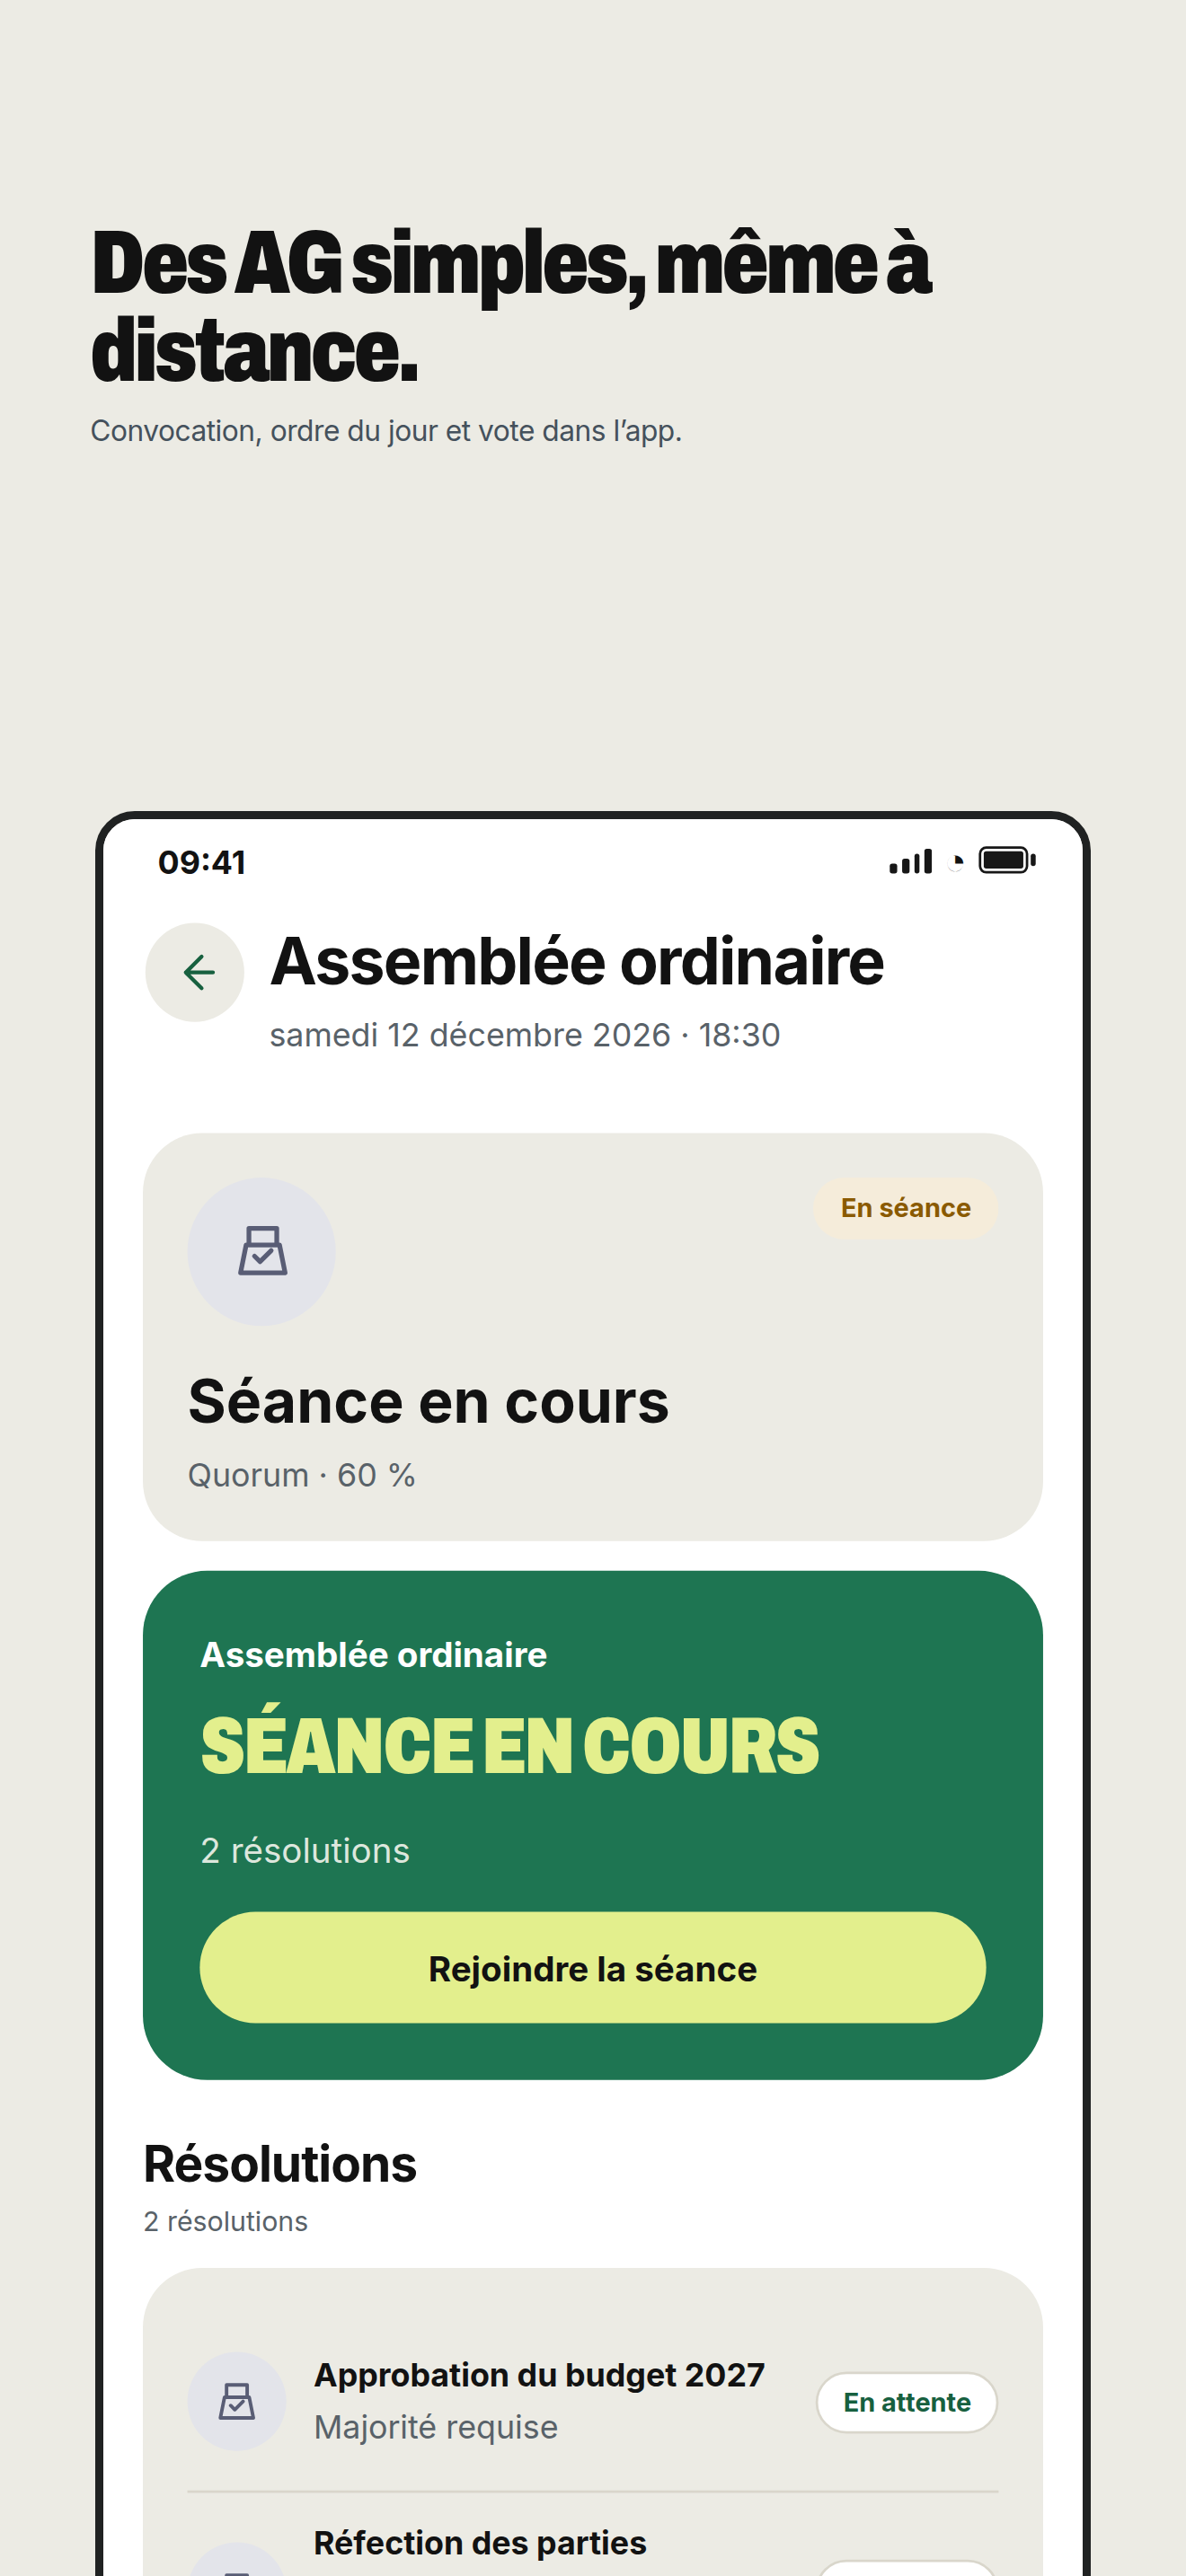 Des AG simples, même à
distance.
Convocation, ordre du jour et vote dans l’app.
09:41
Assemblée ordinaire
samedi 12 décembre 2026 · 18:30
En séance
Séance en cours
Quorum · 60 %
Assemblée ordinaire
SÉANCE EN COURS
2 résolutions
Rejoindre la séance
Résolutions
2 résolutions
Approbation du budget 2027
Majorité requise
En attente
Réfection des parties